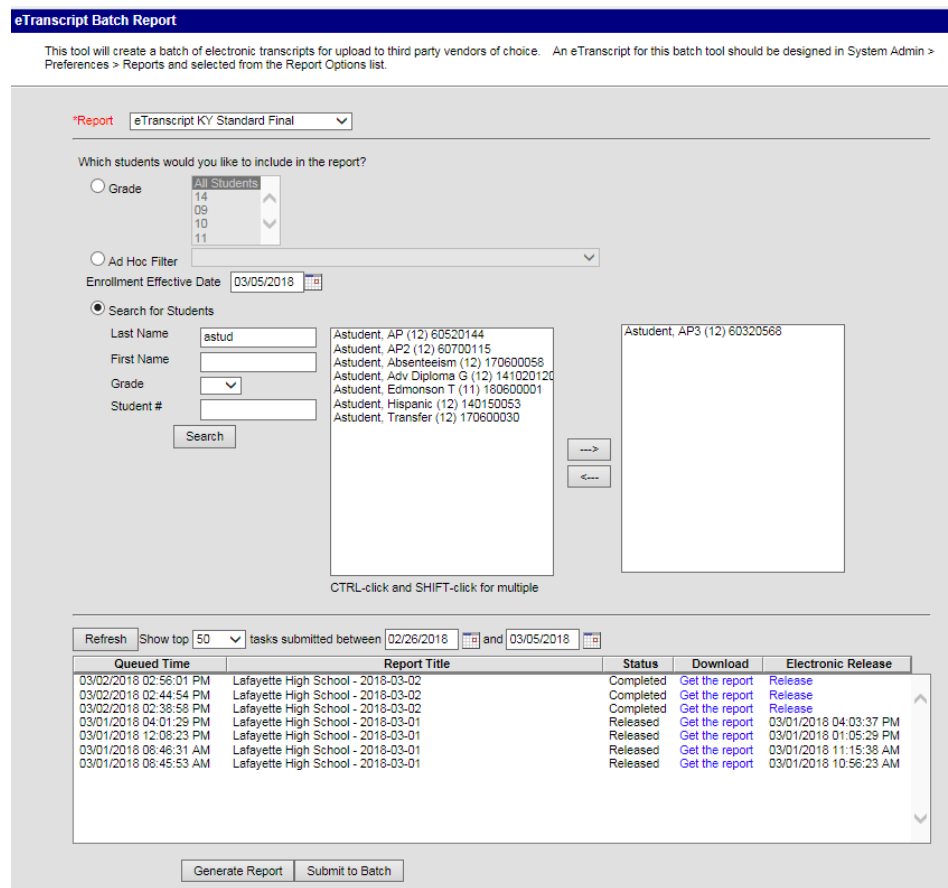 eTranscript Batch Report
This tool will create a batch of electronic transcripts for upload to third party vendors of choice. An eTranscript for this batch tool should be designed in System Admin >
Preferences > Reports and selected from the Report Options list.
*Report eTranscript KY Standard Final
Which students would you like to include in the report?
Grade
All Students
14
09
10
11
Ad Hoc Filter
Enrollment Effective Date 03/05/2018
Search for Students
Last Name astud
First Name
Grade
Student #
Search
Astudent, AP (12) 60520144
Astudent, AP2 (12) 60700115
Astudent, Absenteeism (12) 170600058
Astudent, Adv Diploma G (12) 141020120
Astudent, Edmonson T (11) 180600001
Astudent, Hispanic (12) 140150053
Astudent, Transfer (12) 170600030
--->
<---
Astudent, AP3 (12) 60320568
CTRL-click and SHIFT-click for multiple
Refresh Show top 50 tasks submitted between 02/26/2018 and 03/05/2018
Queued Time Report Title Status Download Electronic Release
03/02/2018 02:56:01 PM Lafayette High School - 2018-03-02 Completed Get the report Release
03/02/2018 02:44:54 PM Lafayette High School - 2018-03-02 Completed Get the report Release
03/02/2018 02:38:58 PM Lafayette High School - 2018-03-02 Completed Get the report Release
03/01/2018 04:01:29 PM Lafayette High School - 2018-03-01 Released Get the report 03/01/2018 04:03:37 PM
03/01/2018 12:08:23 PM Lafayette High School - 2018-03-01 Released Get the report 03/01/2018 01:05:29 PM
03/01/2018 08:46:31 AM Lafayette High School - 2018-03-01 Released Get the report 03/01/2018 11:15:38 AM
03/01/2018 08:45:53 AM Lafayette High School - 2018-03-01 Released Get the report 03/01/2018 10:56:23 AM
Generate Report Submit to Batch